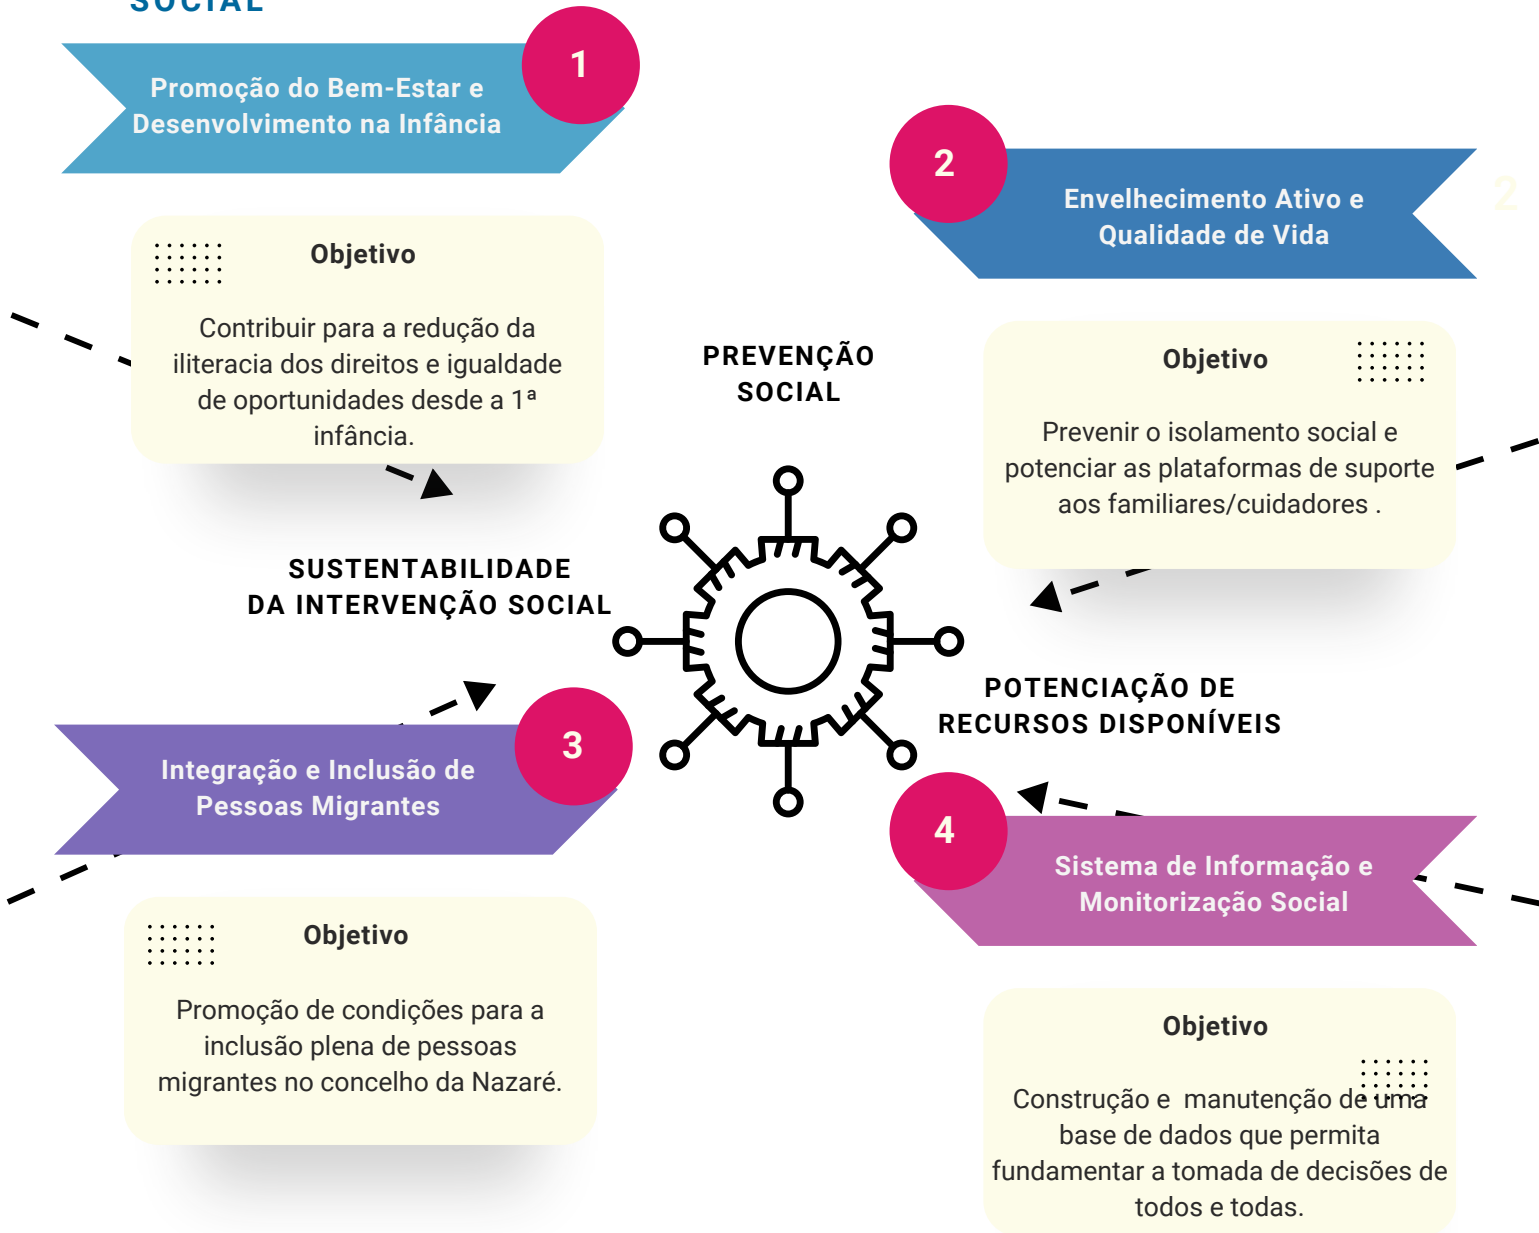 SOCIAL
1
Promoção do Bem-Estar e
Desenvolvimento na Infância
Objetivo
Contribuir para a redução da
iliteracia dos direitos e igualdade
de oportunidades desde a 1ª
infância.
2
Envelhecimento Ativo e
Qualidade de Vida
2
Objetivo
Prevenir o isolamento social e
potenciar as plataformas de suporte
aos familiares/cuidadores .
PREVENÇÃO
SOCIAL
SUSTENTABILIDADE
DA INTERVENÇÃO SOCIAL
POTENCIAÇÃO DE
RECURSOS DISPONÍVEIS
3
Integração e Inclusão de
Pessoas Migrantes
Objetivo
Promoção de condições para a
inclusão plena de pessoas
migrantes no concelho da Nazaré.
4
Sistema de Informação e
Monitorização Social
Objetivo
Construção e  manutenção de uma
base de dados que permita
fundamentar a tomada de decisões de
todos e todas.